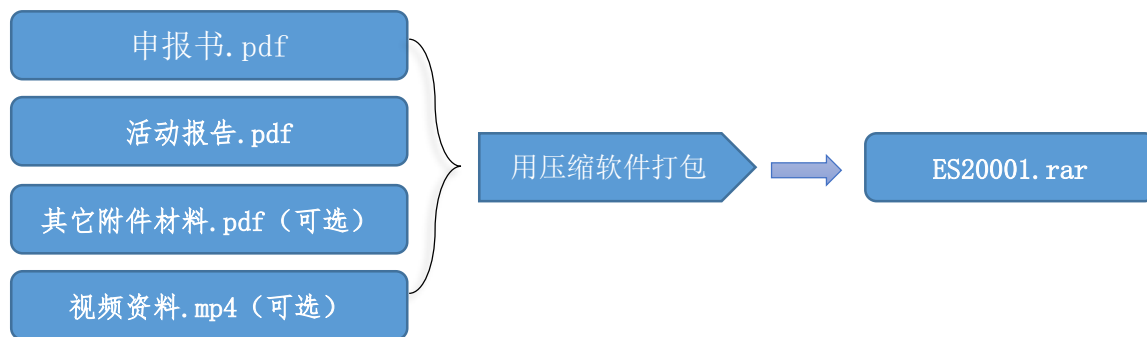 申报书.pdf
活动报告.pdf
其它附件材料.pdf（可选）
视频资料.mp4（可选）
用压缩软件打包
ES20001.rar